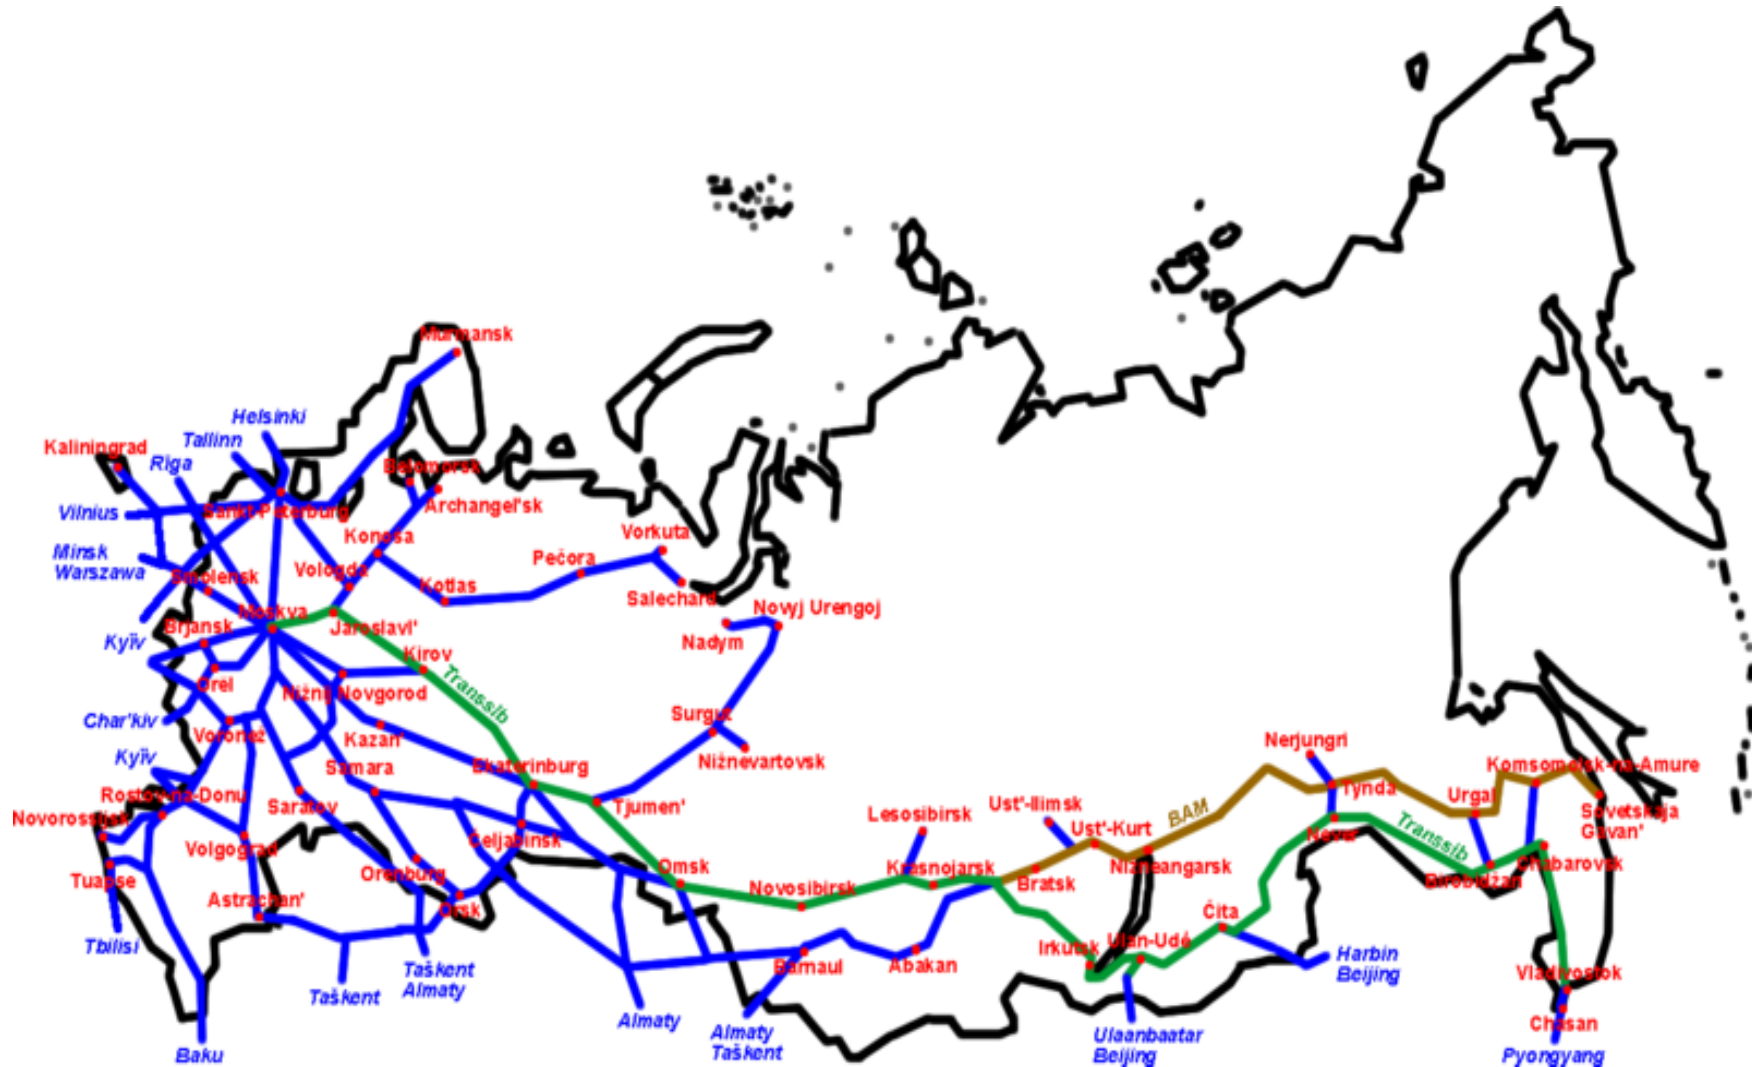 Murmansk
Helsinki
Tallinn
Kaliningrad
Riga
Belomorsk
Archangel'sk
Vilnius
Sankt-Peterburg
Konoša
Vorkuta
Minsk
Warszawa
Pečora
Smolensk
Vologda
Kotlas
Salechard
Novyj Urengoj
Moskva
Brjansk
Jaroslavl'
Kyïv
Nadym
Kirov
Orel
Nižnij Novgorod
Transsib
Char'kiv
Voronež
Kazan'
Surgut
Nižnevartovsk
Nerjungri
Kyïv
Samara
Ekaterinburg
Komsomolsk-na-Amure
Rostov-na-Donu
Saratov
Tjumen'
Tynda
Urgal
Novorossijsk
Lesosibirsk
Ust'-Ilimsk
BAM
Sovetskaja
Gavan'
Ust'-Kurt
Never
Transsib
Volgograd
Čeljabinsk
Nižneangarsk
Chabarovsk
Tuapse
Orenburg
Omsk
Krasnojarsk
Bratsk
Birobidžan
Novosibirsk
Astrachan'
Orsk
Čita
Tbilisi
Irkutsk
Ulan-Udé
Harbin
Beijing
Taškent
Almaty
Barnaul
Abakan
Vladivostok
Taškent
Almaty
Almaty
Taškent
Chasan
Ulaanbaatar
Beijing
Baku
Pyongyang